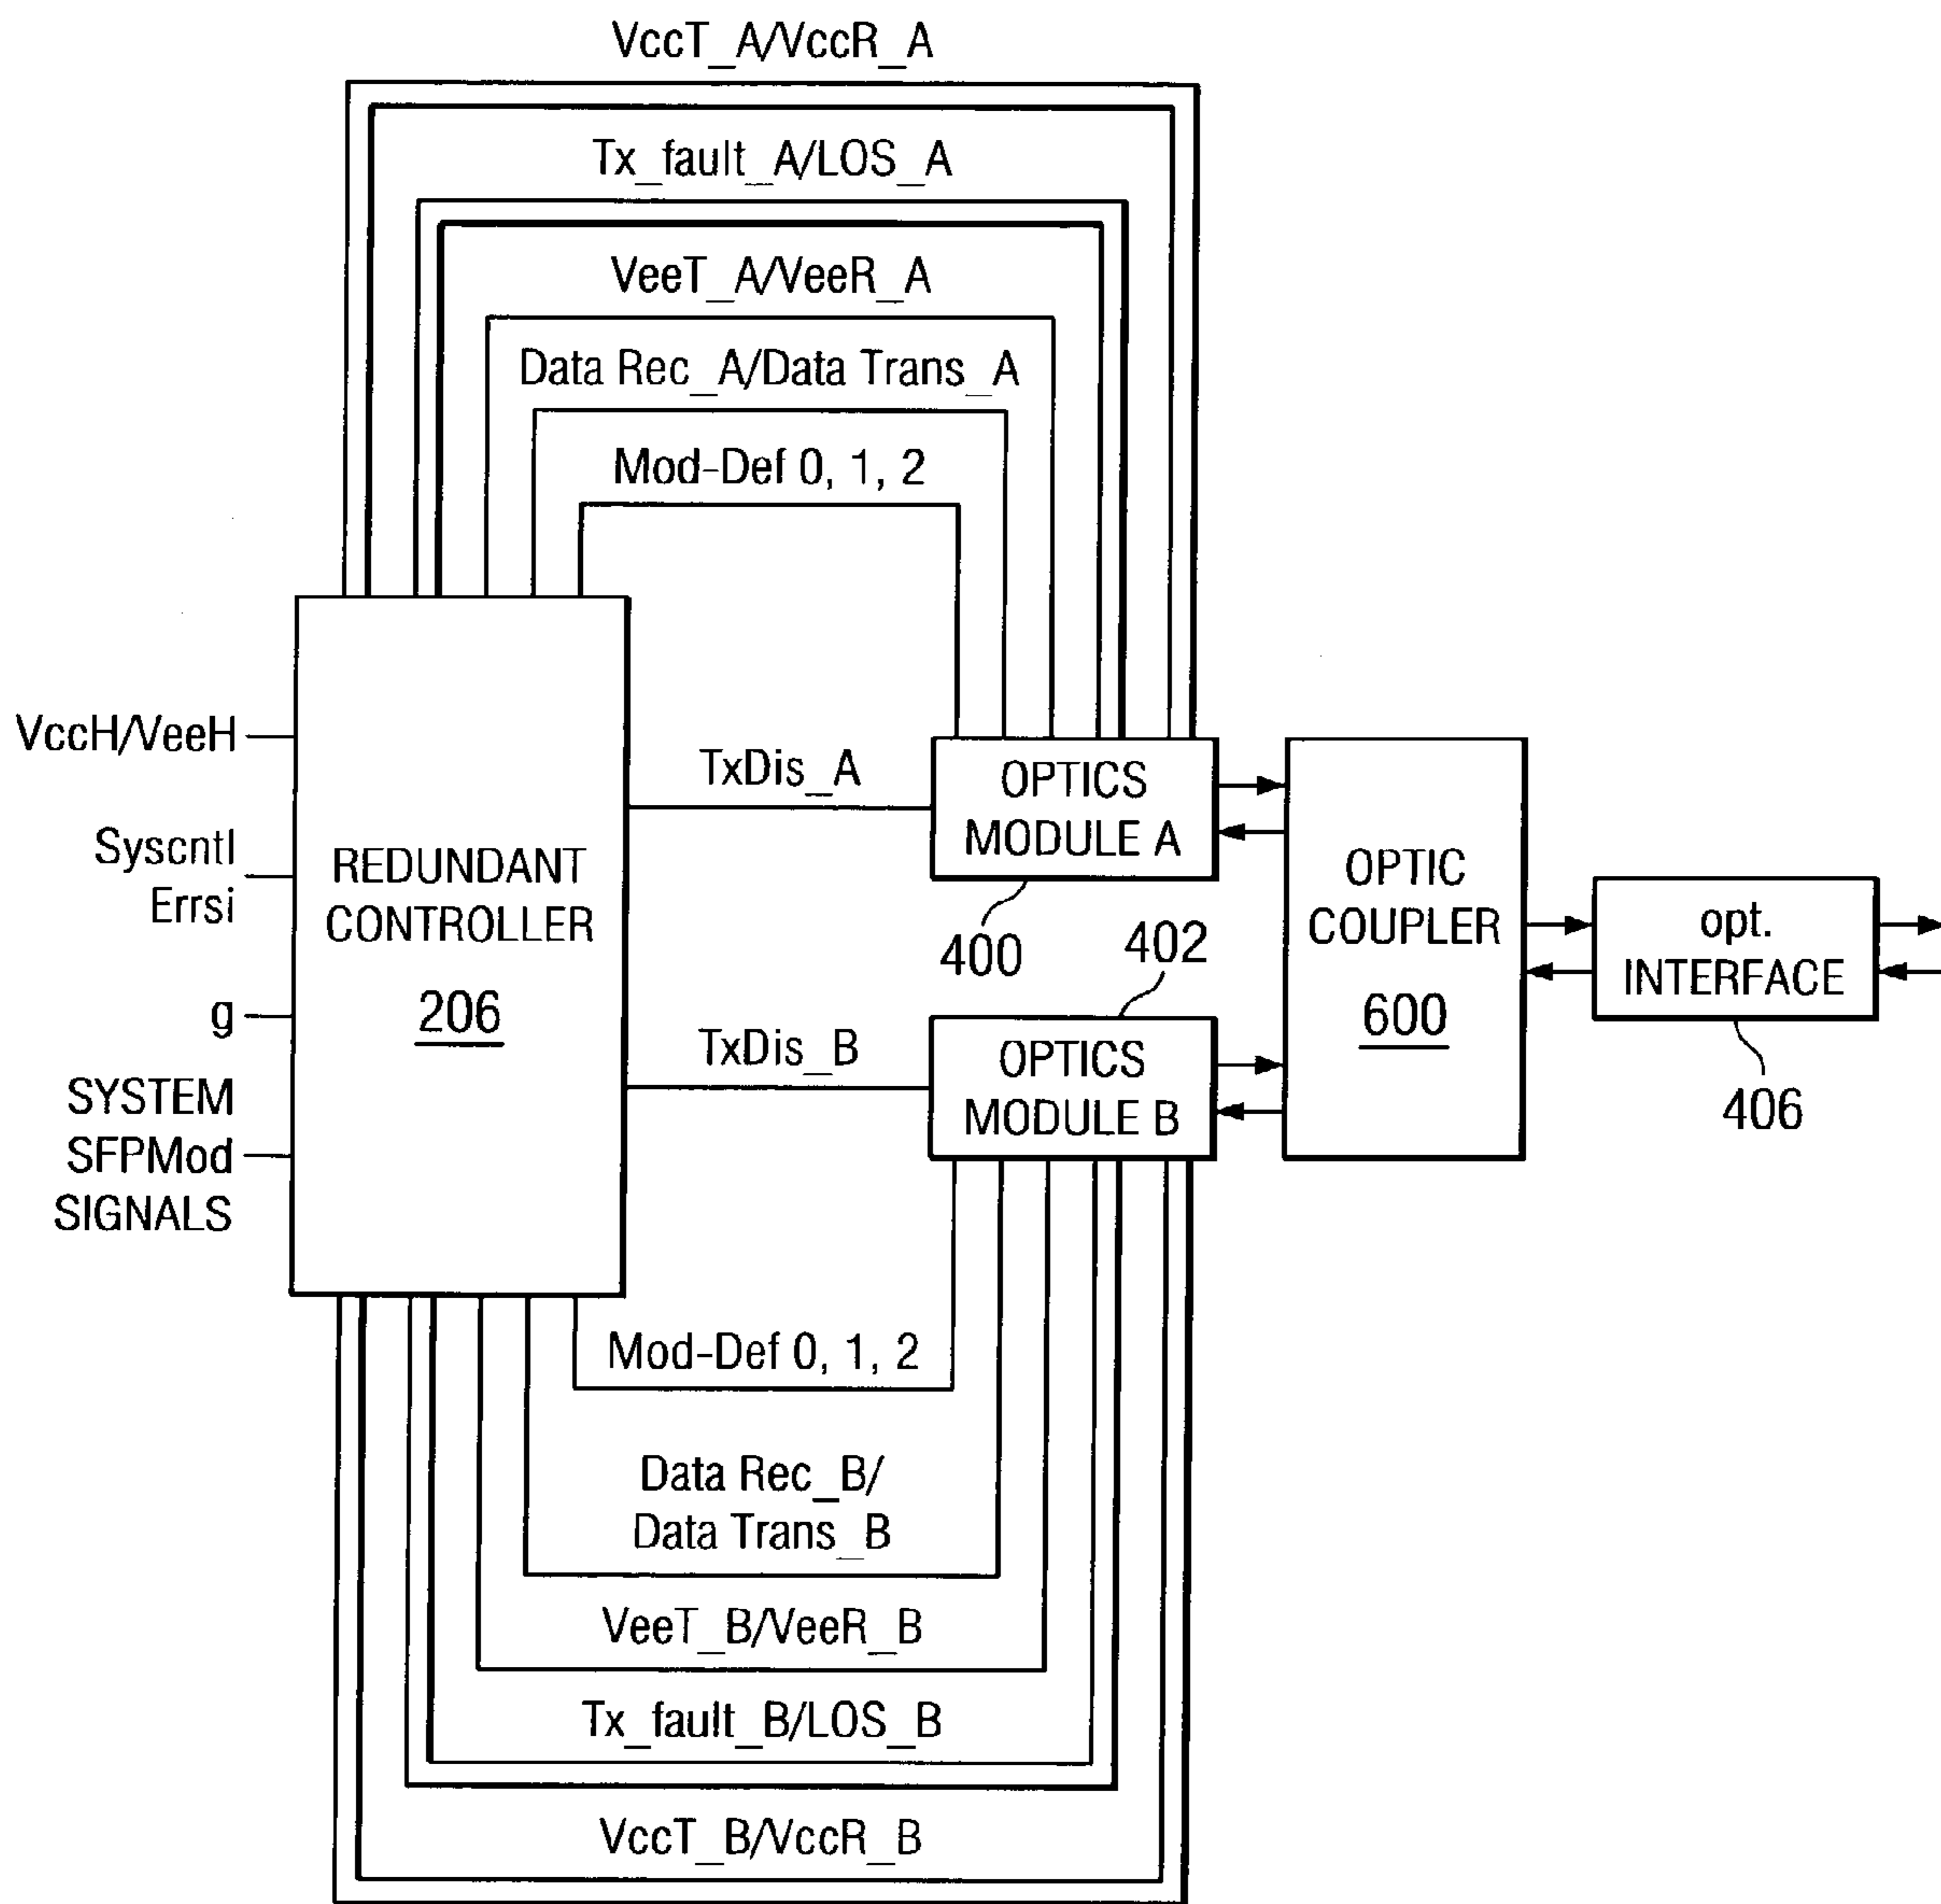 VccT_A/VccR_A
Tx_fault_A/LOS_A
VeeT_A/VeeR_A
Data Rec_A/Data Trans_A
Mod-Def 0, 1, 2
VccH/VeeH
Syscntl
Errsi
g
SYSTEM
SFPMod
SIGNALS
REDUNDANT
CONTROLLER
206
TxDis_A
OPTICS
MODULE A
400
402
TxDis_B
OPTICS
MODULE B
OPTIC
COUPLER
600
opt.
INTERFACE
406
Mod-Def 0, 1, 2
Data Rec_B/
Data Trans_B
VeeT_B/VeeR_B
Tx_fault_B/LOS_B
VccT_B/VccR_B